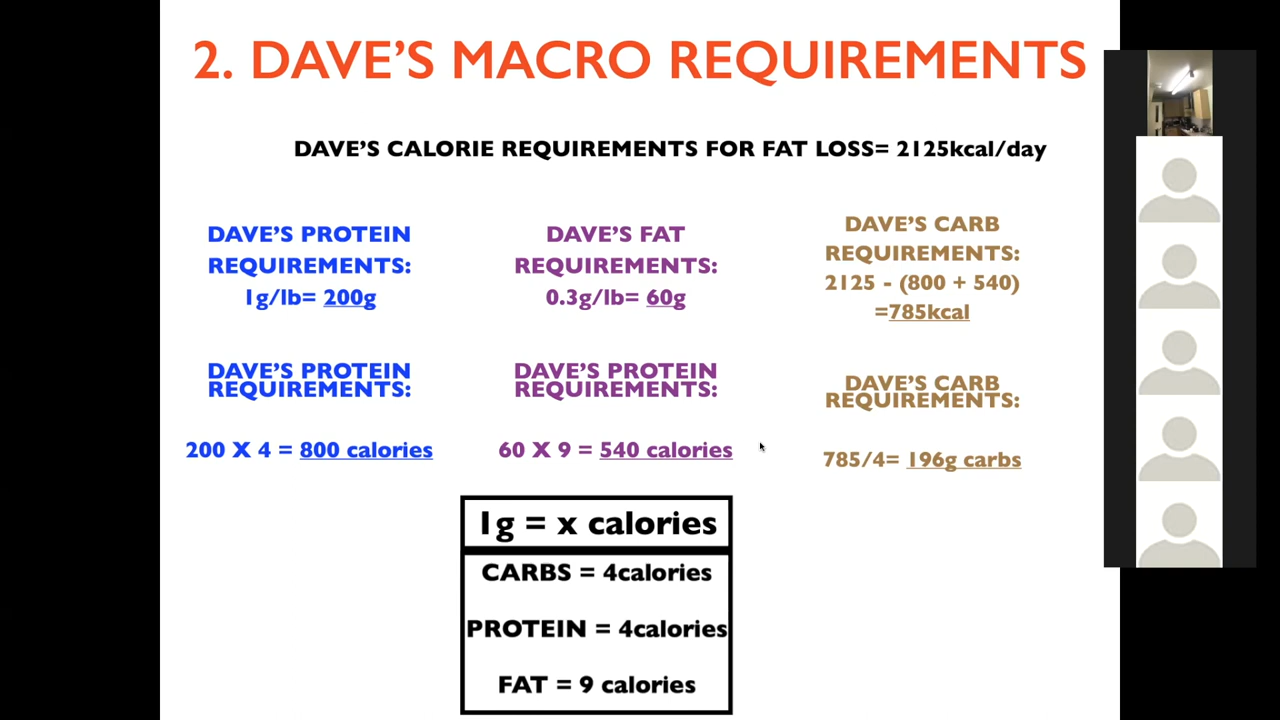 2. DAVE'S MACRO REQUIREMENTS
DAVE'S CALORIE REQUIREMENTS FOR FAT LOSS= 2125kcal/day
DAVE'S PROTEIN
REQUIREMENTS:
1g/lb= 200g
DAVE'S PROTEIN
REQUIREMENTS:
200 X 4 = 800 calories
DAVE'S FAT
REQUIREMENTS:
0.3g/lb= 60g
DAVE'S PROTEIN
REQUIREMENTS:
60 X 9 = 540 calories
DAVE'S CARB
REQUIREMENTS:
2125 - (800 + 540)
=785kcal
DAVE'S CARB
REQUIREMENTS:
785/4= 196g carbs
1g = x calories
CARBS = 4calories
PROTEIN = 4calories
FAT = 9 calories